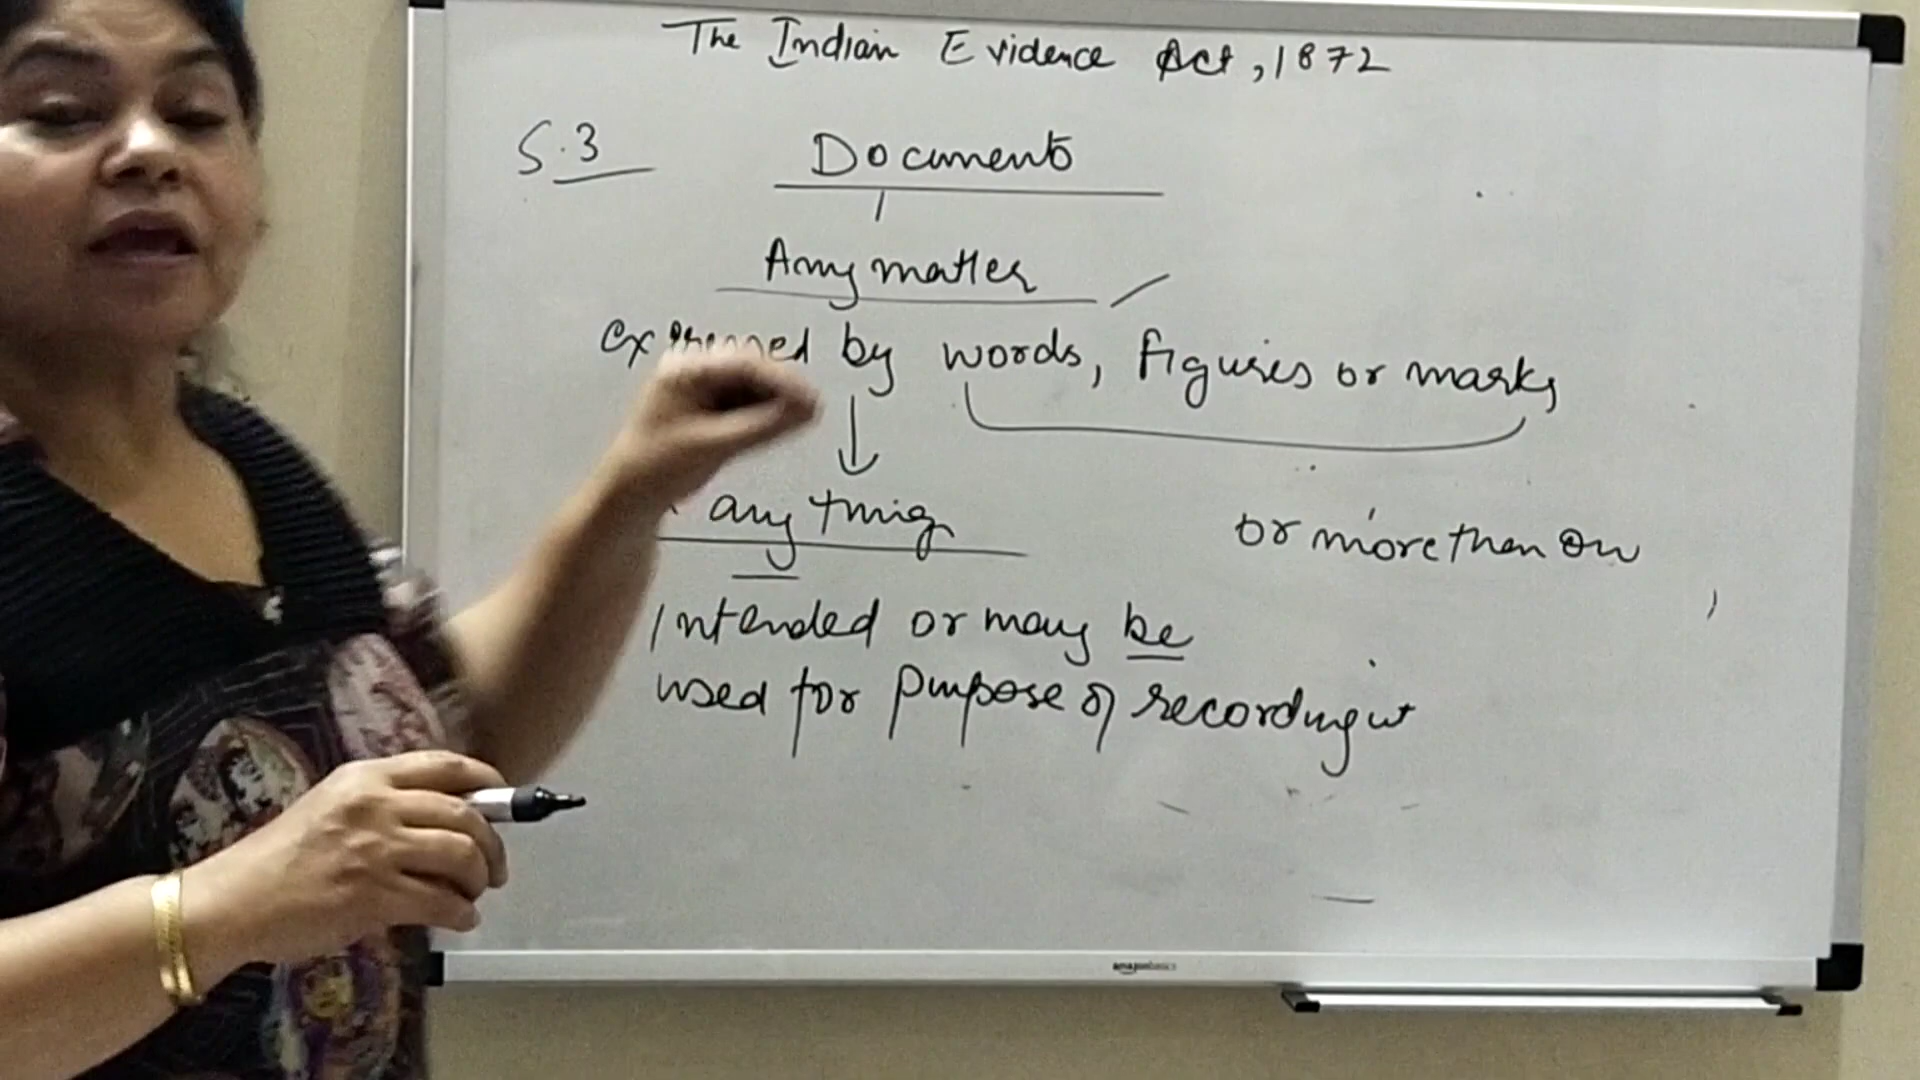 The Indian Evidence Act, 1872
S.3 Documents
Any matter
expressed by words, figures or marks
any thing
or more than on
Intended or may be
used for purpose of recording it
amazonbasics